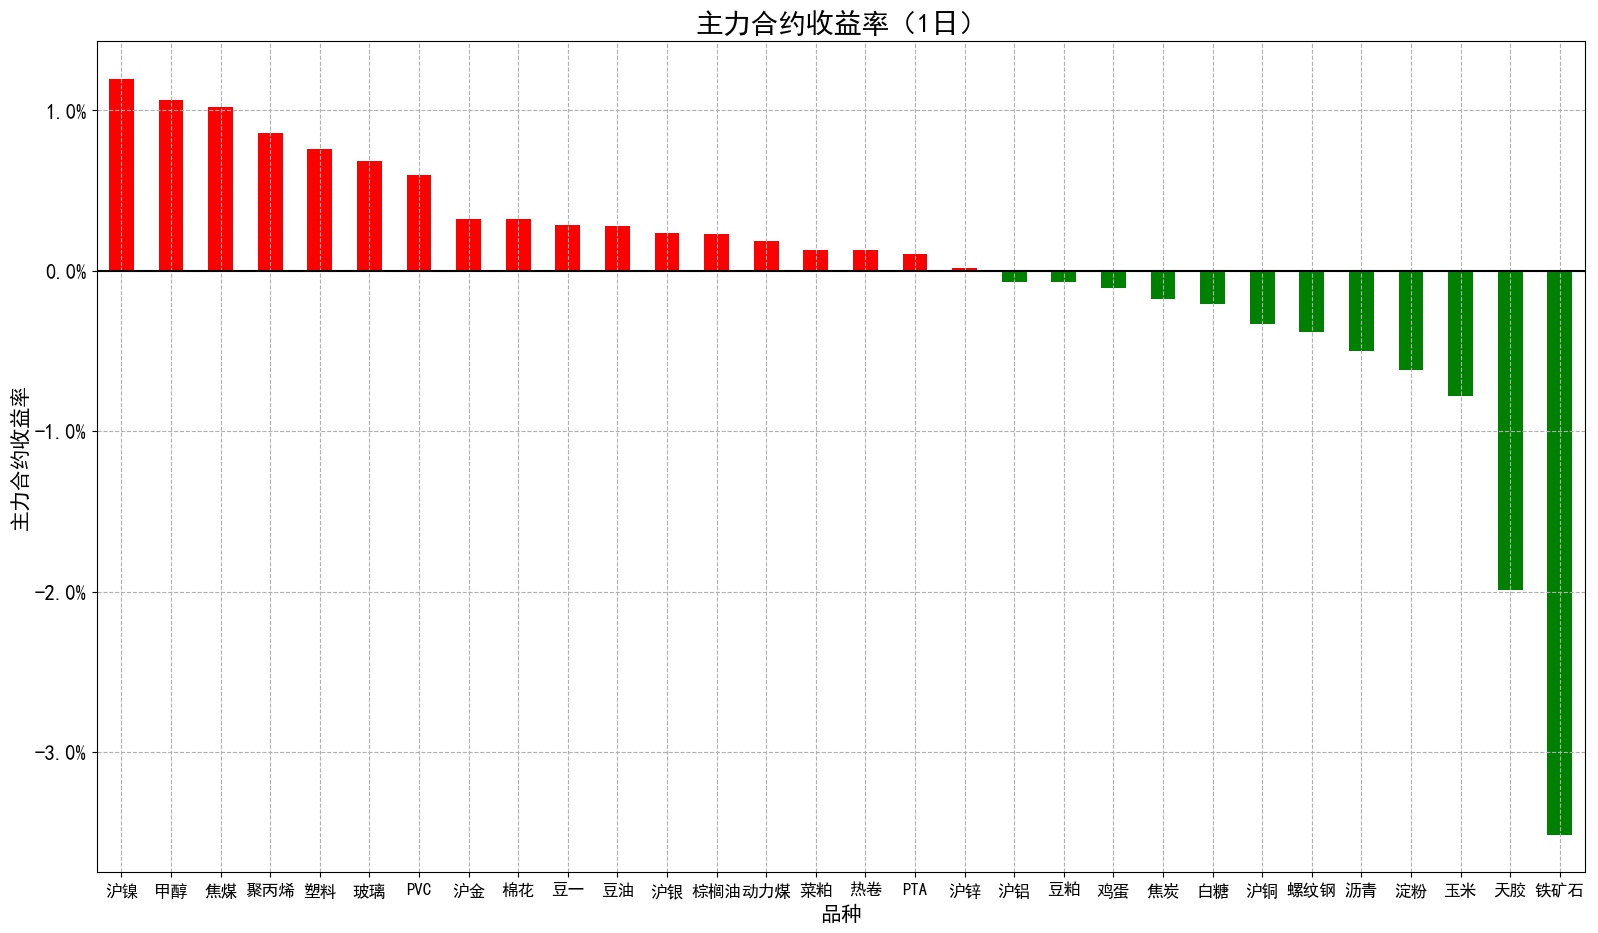 主力合约收益率（1日）
主力合约收益率
1.0%
0.0%
-1.0%
-2.0%
-3.0%
沪镍 甲醇 焦煤 聚丙烯 塑料 玻璃 PVC 沪金 棉花 豆一 豆油 沪银 棕榈油 动力煤 菜粕 热卷 PTA 沪锌 沪铝 豆粕 鸡蛋 焦炭 白糖 沪铜 螺纹钢 沥青 淀粉 玉米 天胶 铁矿石
品种